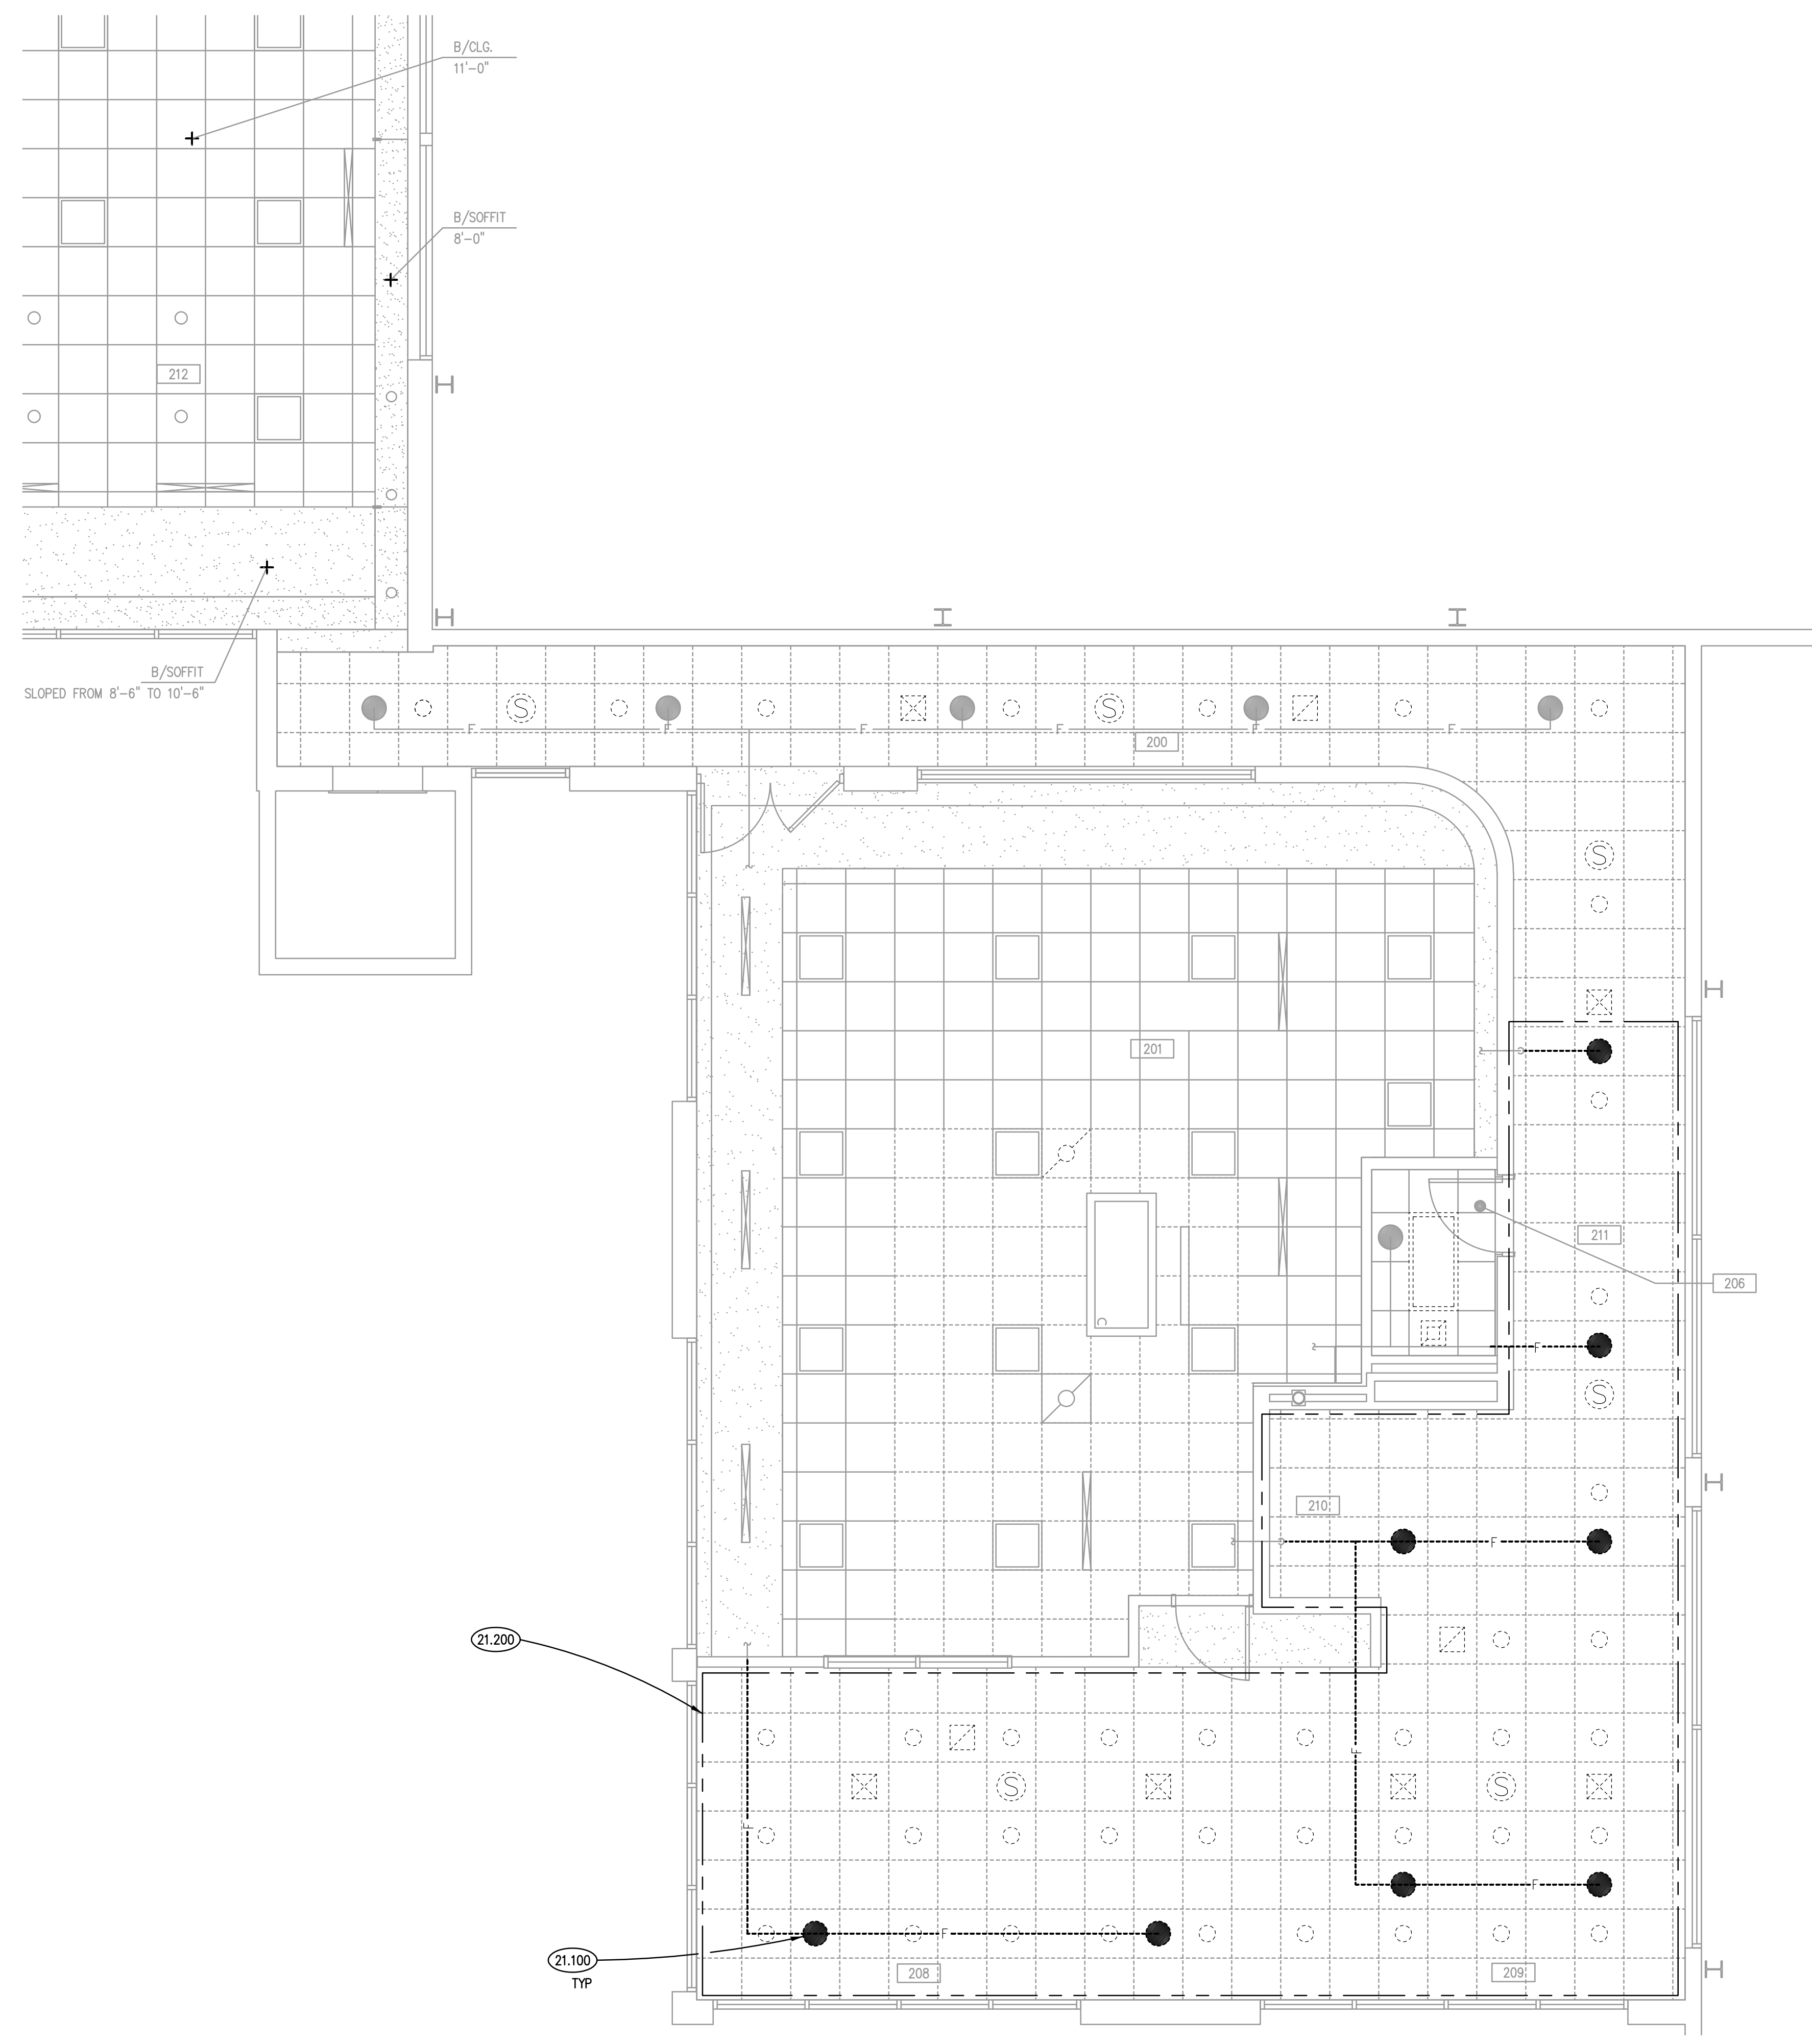 B/CLG.
11'-0"
B/SOFFIT
8'-0"
212
B/SOFFIT
SLOPED FROM 8'-6" TO 10'-6"
S
S
F
F
F
F
F
F
200
S
201
211
206
F
S
210
F
21.200
S
S
F
F
F
F
21.100
TYP
208
209